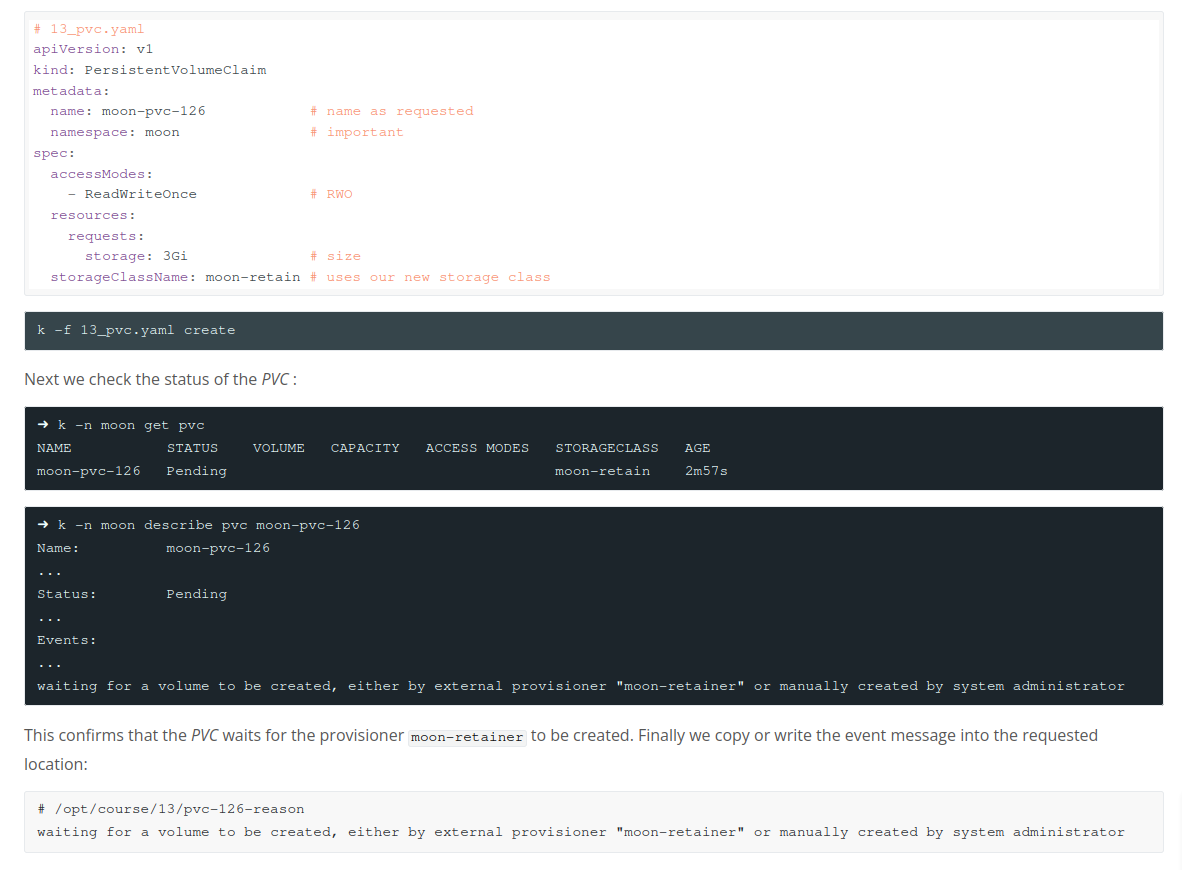 # 13_pvc.yaml
apiVersion: v1
kind: PersistentVolumeClaim
metadata:
  name: moon-pvc-126            # name as requested
  namespace: moon               # important
spec:
  accessModes:
    - ReadWriteOnce             # RWO
  resources:
    requests:
      storage: 3Gi              # size
  storageClassName: moon-retain # uses our new storage class
k -f 13_pvc.yaml create
Next we check the status of the PVC :
➜ k -n moon get pvc
NAME           STATUS    VOLUME   CAPACITY   ACCESS MODES   STORAGECLASS   AGE
moon-pvc-126   Pending                                      moon-retain    2m57s
➜ k -n moon describe pvc moon-pvc-126
Name:          moon-pvc-126
...
Status:        Pending
...
Events:
...
waiting for a volume to be created, either by external provisioner "moon-retainer" or manually created by system administrator
This confirms that the PVC waits for the provisioner moon-retainer to be created. Finally we copy or write the event message into the requested
location:
# /opt/course/13/pvc-126-reason
waiting for a volume to be created, either by external provisioner "moon-retainer" or manually created by system administrator